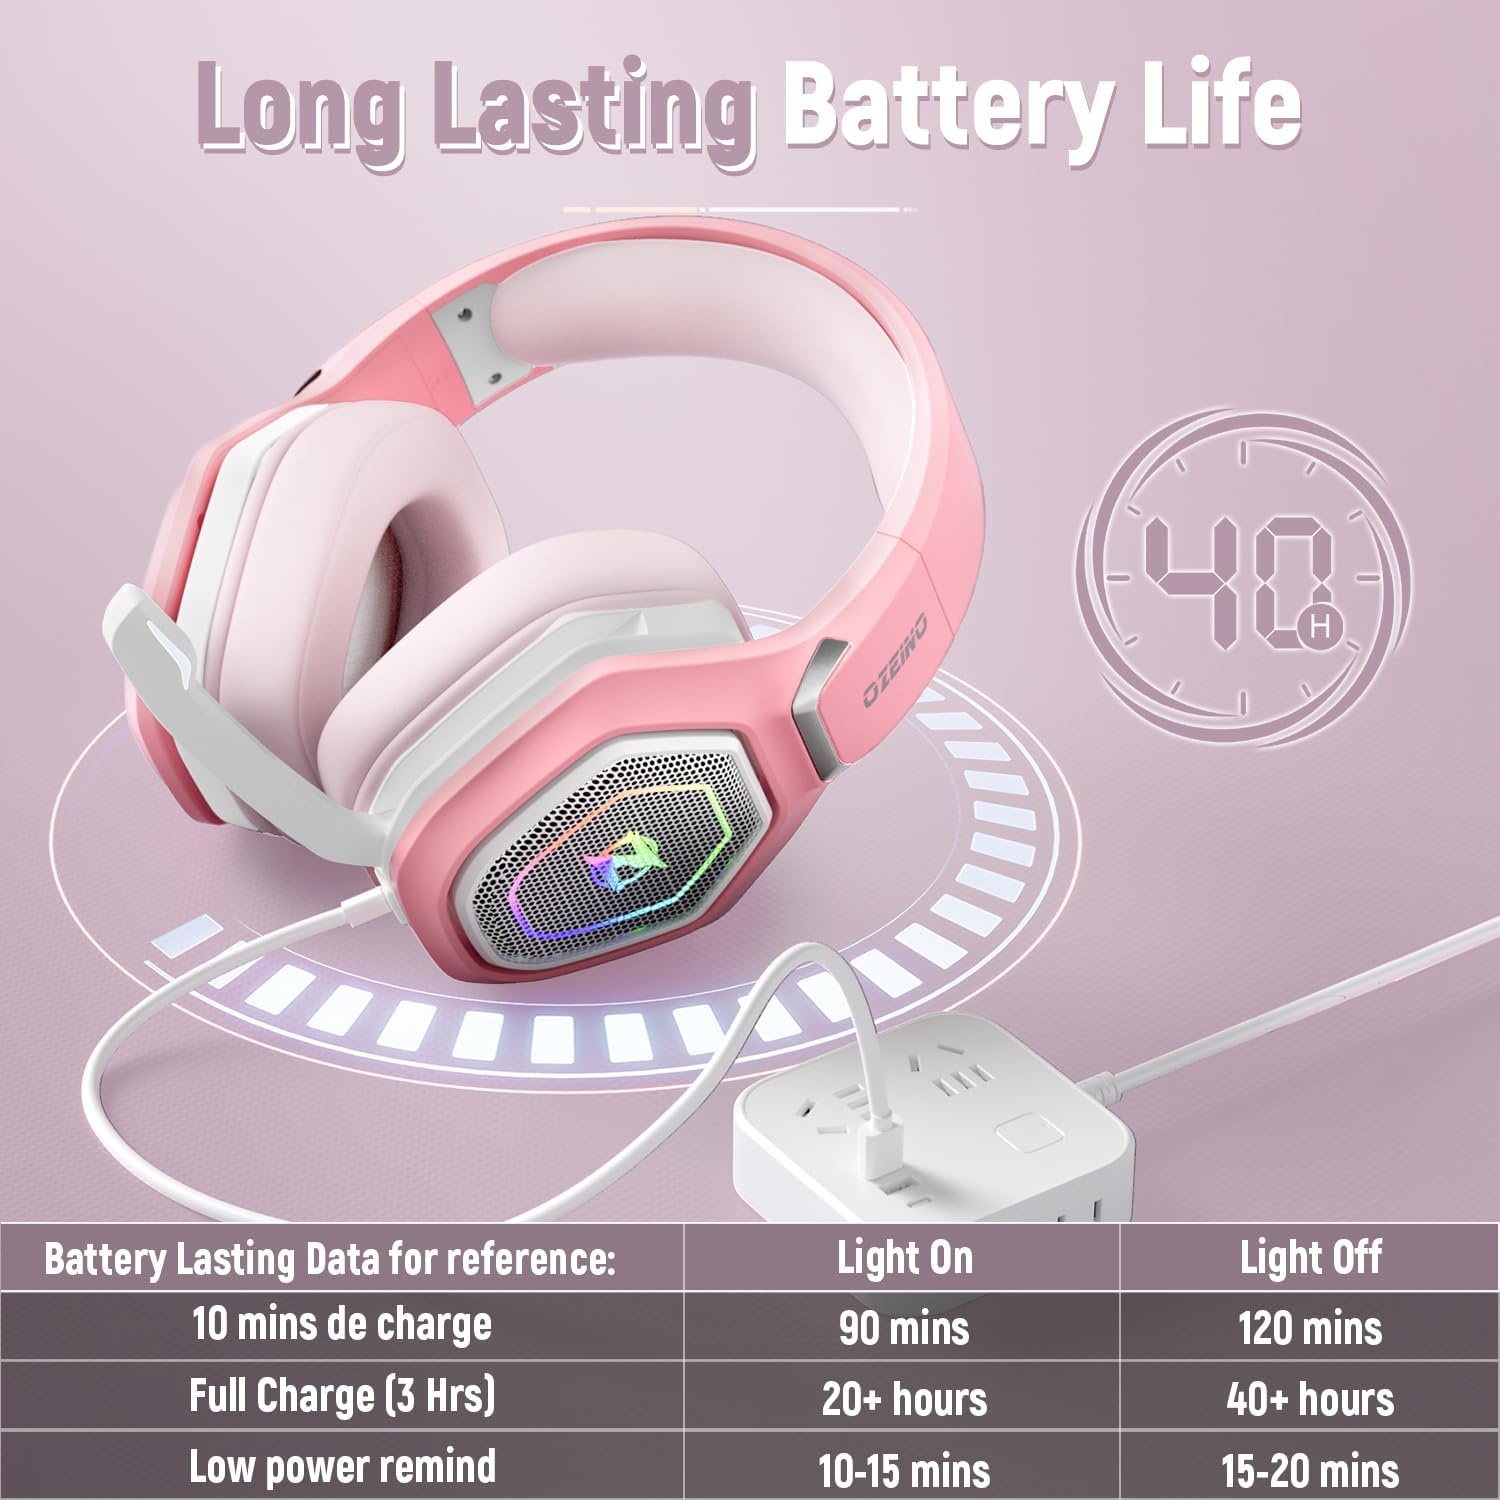 Long Lasting Battery Life
OZEINO
40
H
Battery Lasting Data for reference: Light On Light Off
10 mins de charge 90 mins 120 mins
Full Charge (3 Hrs) 20+ hours 40+ hours
Low power remind 10-15 mins 15-20 mins